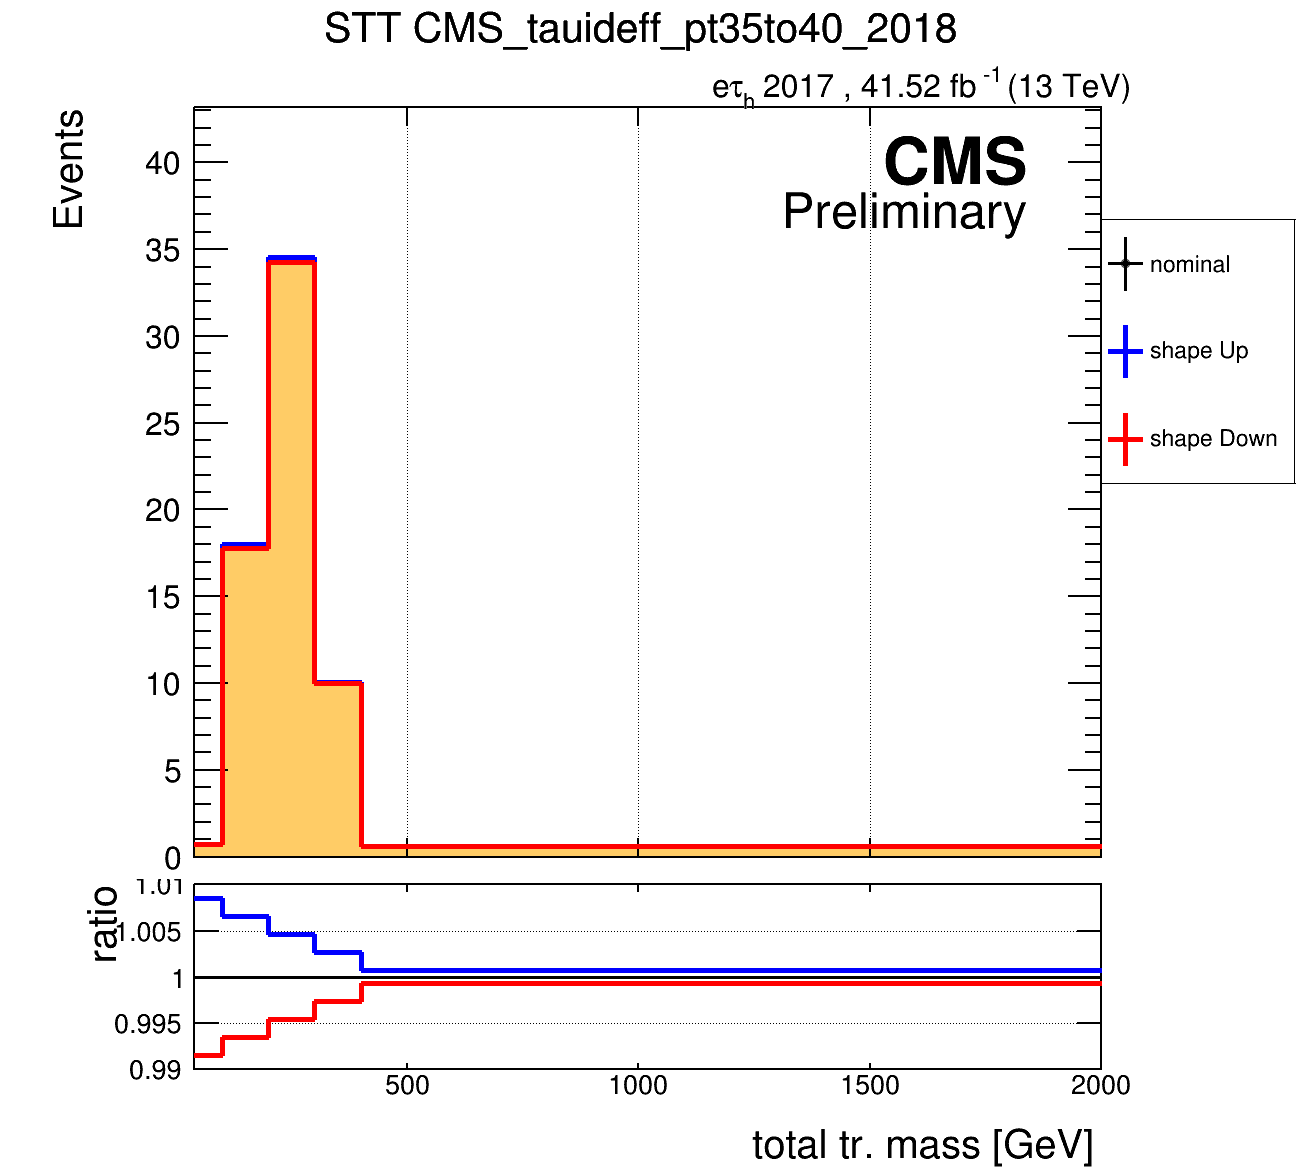 STT CMS_tauideff_pt35to40_2018
eτh 2017 , 41.52 fb -1 (13 TeV)
Events
CMS
Preliminary
nominal
shape Up
shape Down
40
35
30
25
20
15
10
5
0
ratio
1.01
1.005
1
0.995
0.99
500 1000 1500 2000
total tr. mass [GeV]